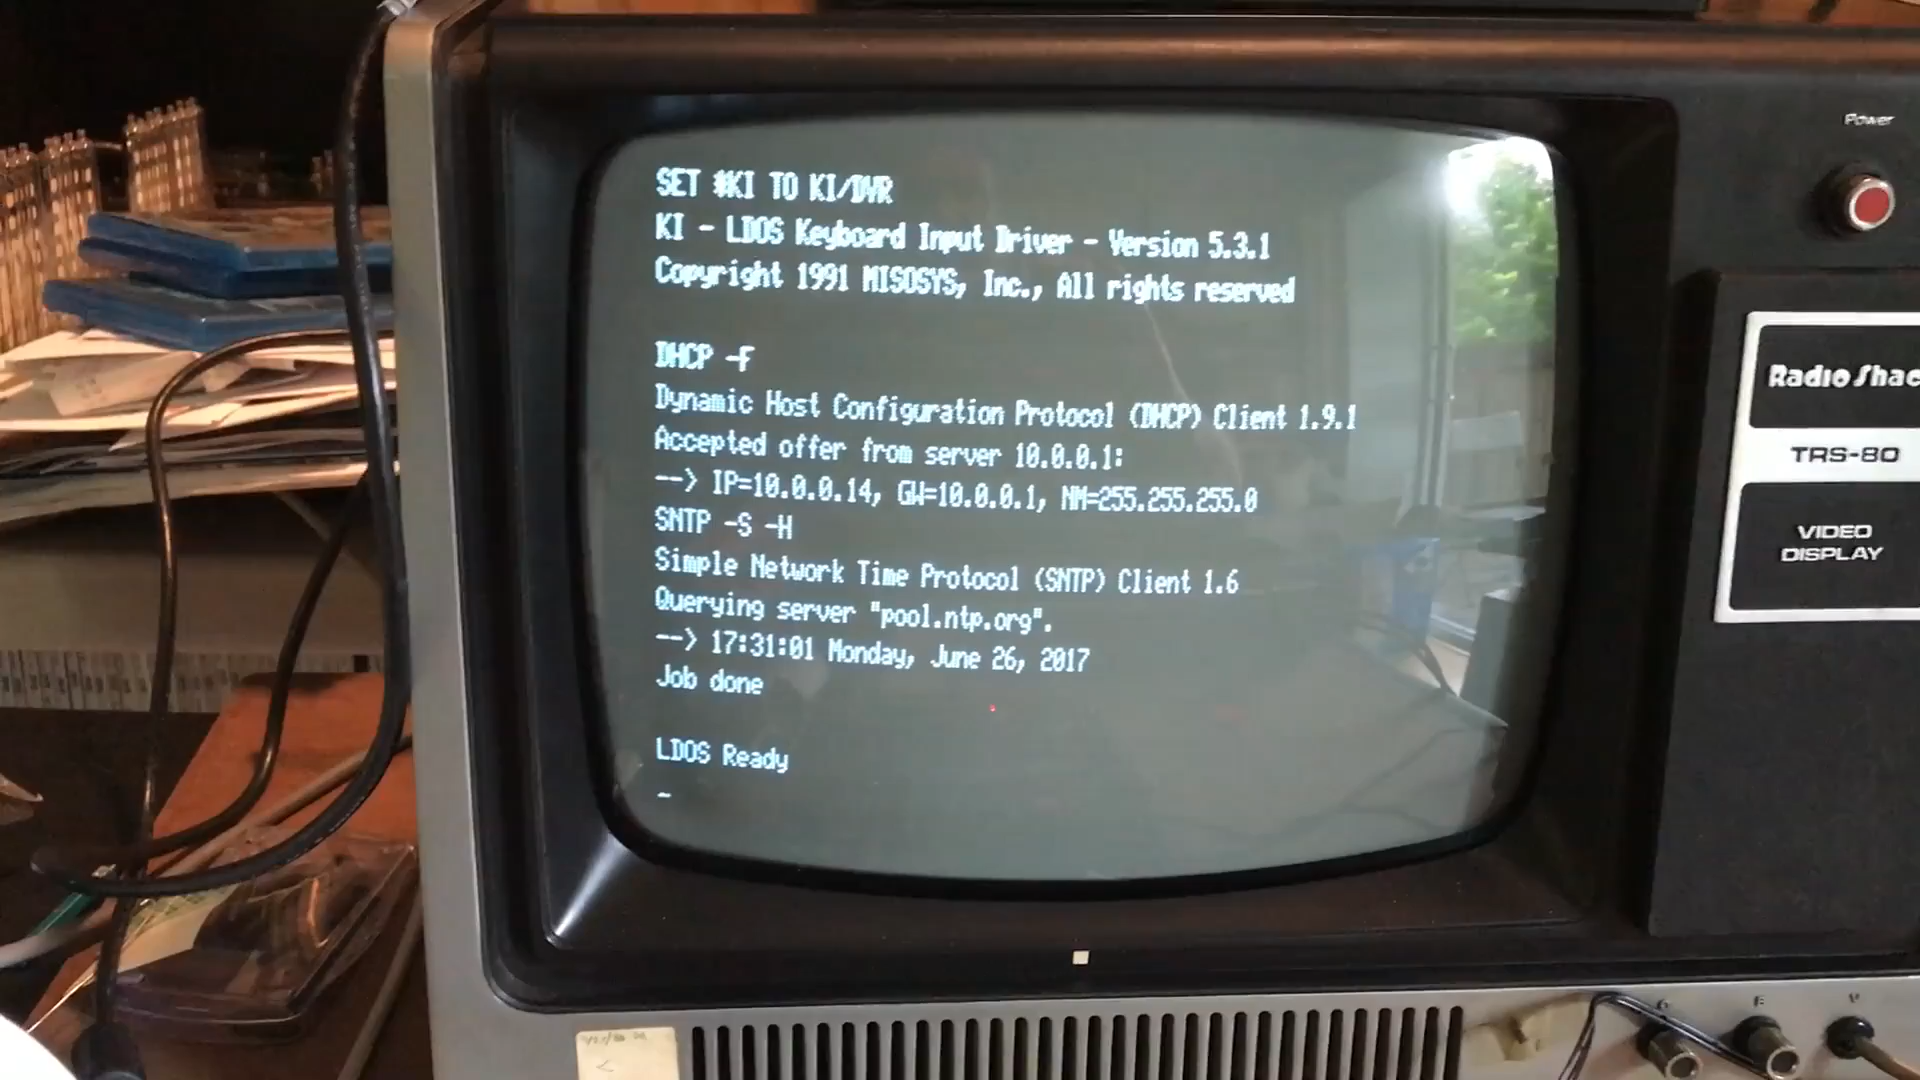 SET *KI TO KI/DVR
KI - LDOS Keyboard Input Driver - Version 5.3.1
Copyright 1991 MISOSYS, Inc., All rights reserved
DHCP -F
Dynamic Host Configuration Protocol (DHCP) Client 1.9.1
Accepted offer from server 10.0.0.1:
--> IP=10.0.0.14, GW=10.0.0.1, NM=255.255.255.0
SNTP -S -H
Simple Network Time Protocol (SNTP) Client 1.6
Querying server "pool.ntp.org".
--> 17:31:01 Monday, June 26, 2017
Job done
LDOS Ready
Power
Radio Shac
TRS-80
VIDEO
DISPLAY